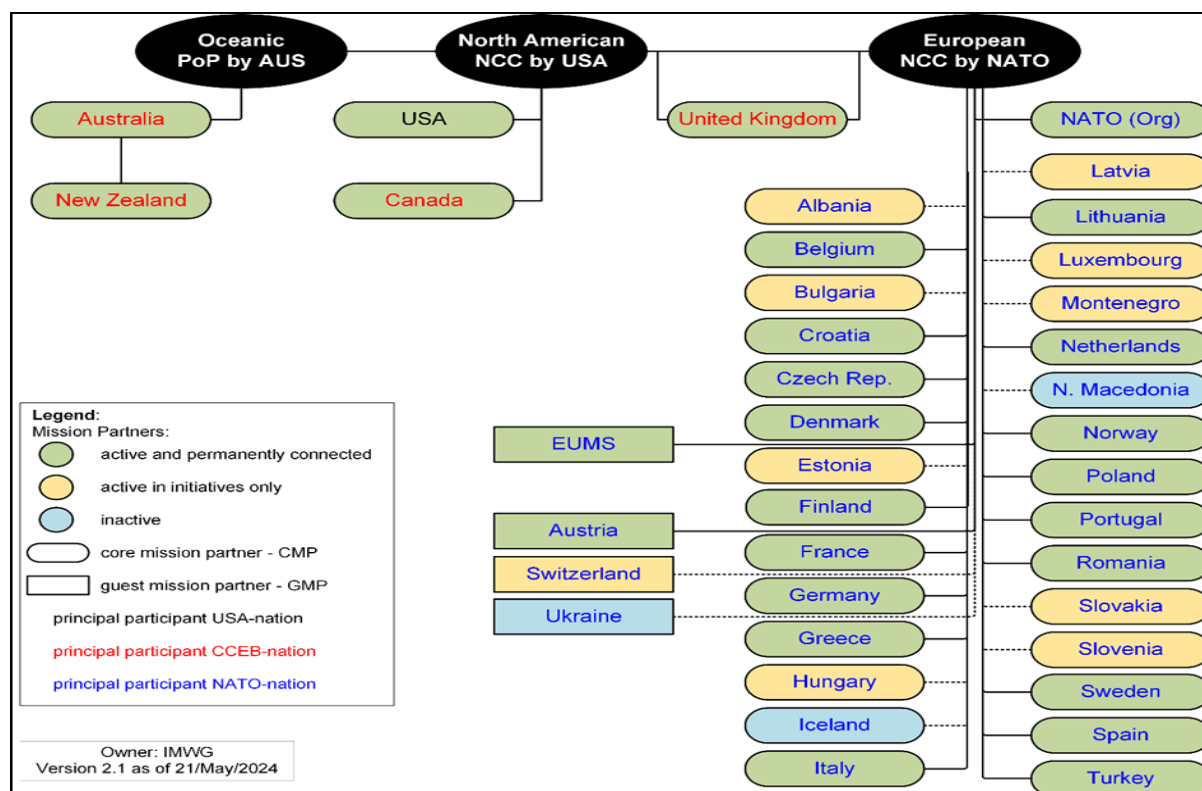 Oceanic
PoP by AUS
North American
NCC by USA
European
NCC by NATO
Australia
USA
United Kingdom
NATO (Org)
New Zealand
Canada
Albania
Belgium
Bulgaria
Croatia
Czech Rep.
Denmark
Estonia
Finland
France
Germany
Greece
Hungary
Iceland
Italy
Latvia
Lithuania
Luxembourg
Montenegro
Netherlands
N. Macedonia
Norway
Poland
Portugal
Romania
Slovakia
Slovenia
Sweden
Spain
Turkey
EUMS
Austria
Switzerland
Ukraine
Legend:
Mission Partners:
active and permanently connected
active in initiatives only
inactive
core mission partner - CMP
guest mission partner - GMP
principal participant USA-nation
principal participant CCEB-nation
principal participant NATO-nation
Owner: IMWG
Version 2.1 as of 21/May/2024